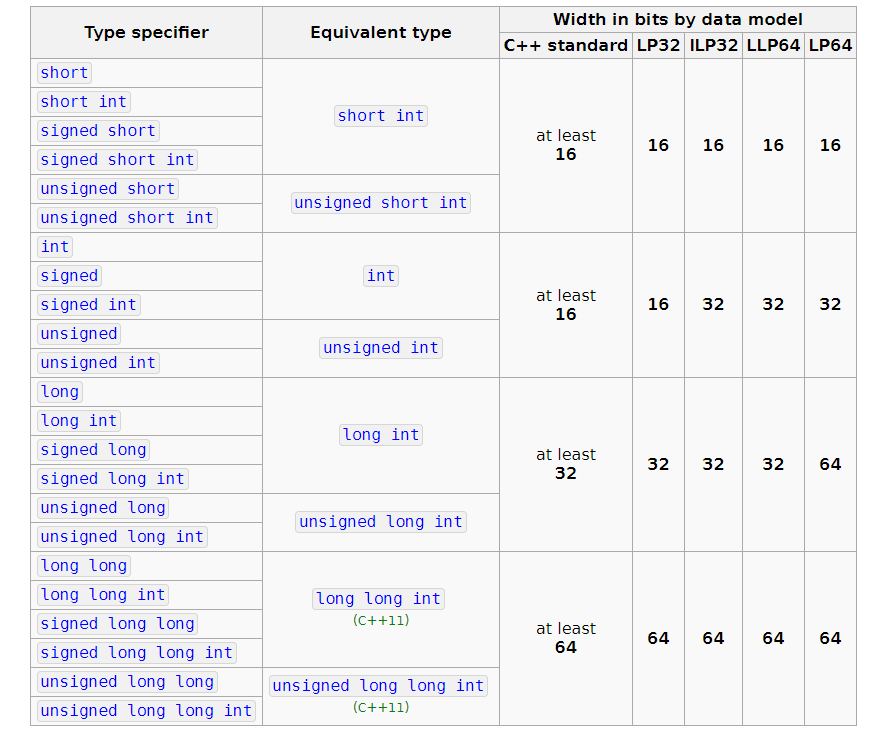 Type specifier Equivalent type Width in bits by data model
C++ standard LP32 ILP32 LLP64 LP64
short
short int
signed short
signed short int
short int
unsigned short
unsigned short int
unsigned short int
at least
16
16 16 16 16
int
signed
signed int
int
unsigned
unsigned int
unsigned int
at least
16
16 32 32 32
long
long int
signed long
signed long int
long int
unsigned long
unsigned long int
unsigned long int
at least
32
32 32 32 64
long long
long long int
signed long long
signed long long int
long long int
(C++11)
unsigned long long
unsigned long long int
unsigned long long int
(C++11)
at least
64
64 64 64 64